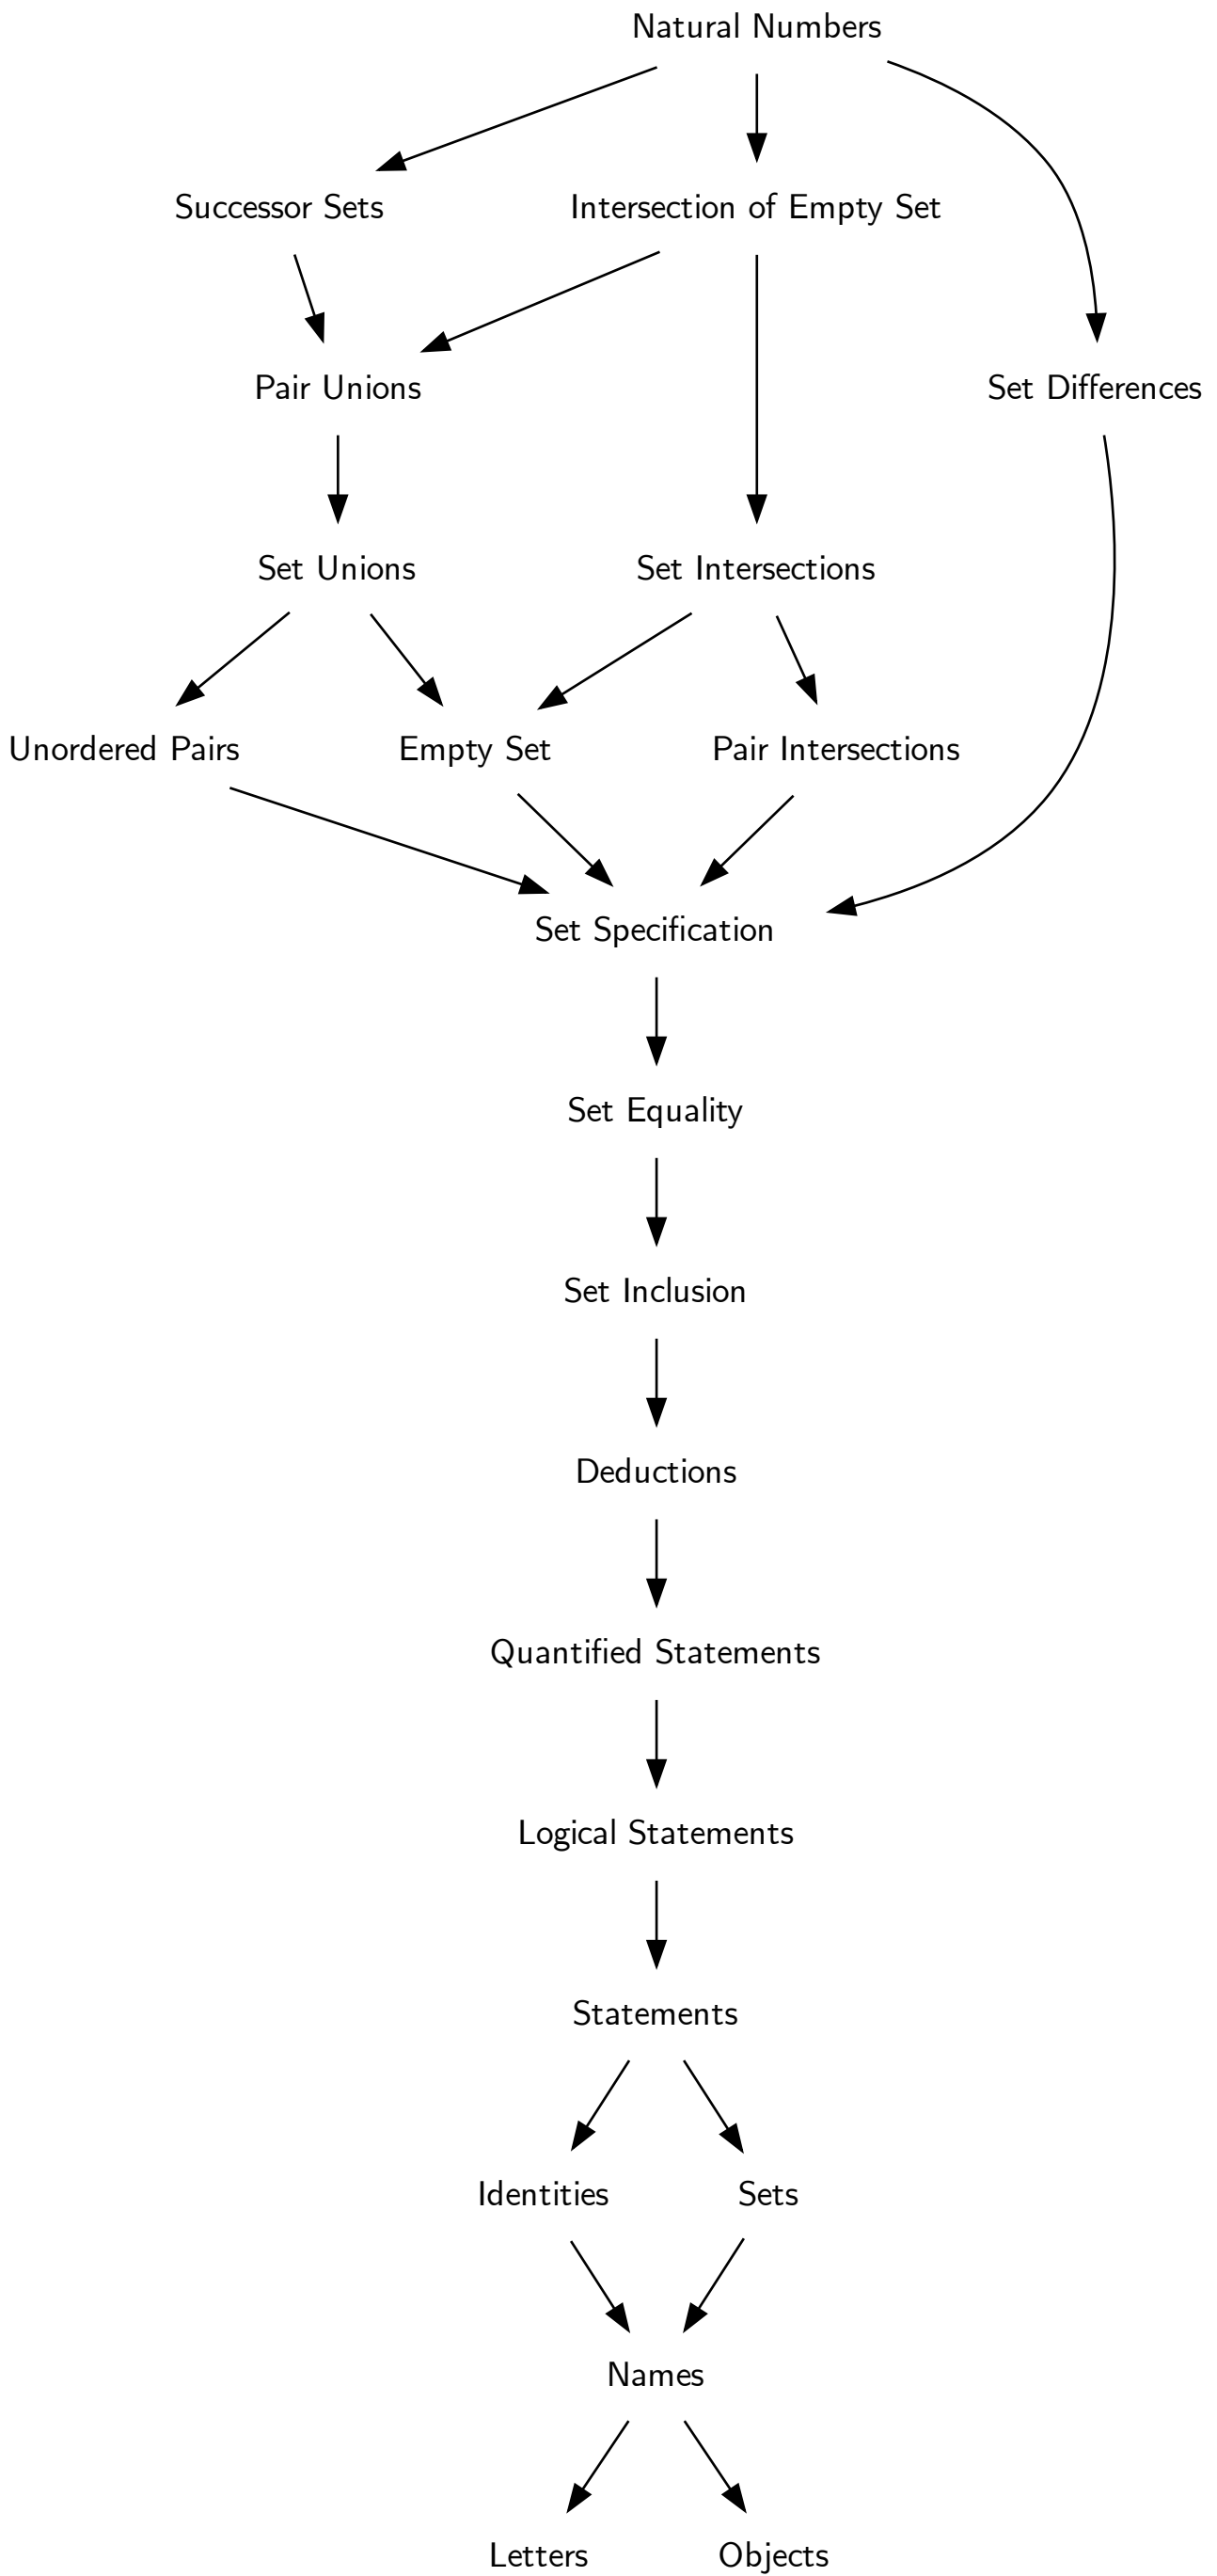 Natural Numbers
Successor Sets
Intersection of Empty Set
Pair Unions
Set Differences
Set Unions
Set Intersections
Unordered Pairs
Empty Set
Pair Intersections
Set Specification
Set Equality
Set Inclusion
Deductions
Quantified Statements
Logical Statements
Statements
Identities
Sets
Names
Letters
Objects